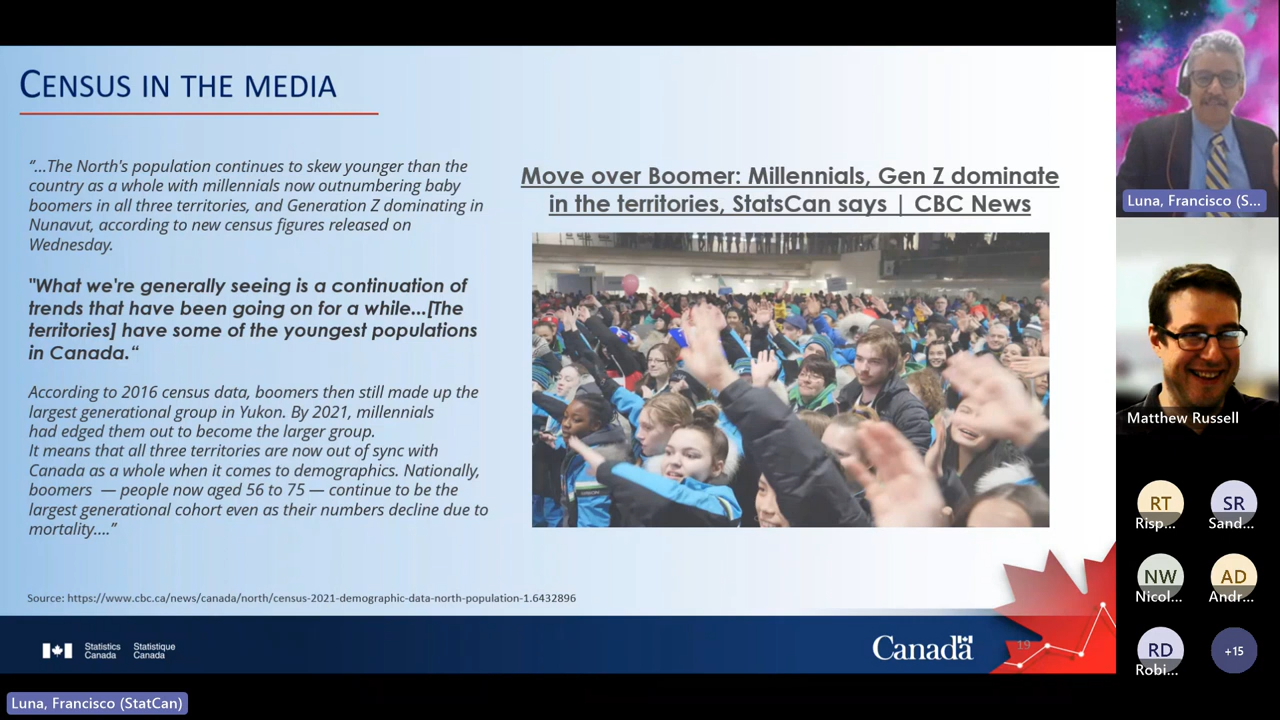 CENSUS IN THE MEDIA
“...The North's population continues to skew younger than the
country as a whole with millennials now outnumbering baby
boomers in all three territories, and Generation Z dominating in
Nunavut, according to new census figures released on
Wednesday.
"What we're generally seeing is a continuation of
trends that have been going on for a while...[The
territories] have some of the youngest populations
in Canada.“
According to 2016 census data, boomers then still made up the
largest generational group in Yukon. By 2021, millennials
had edged them out to become the larger group.
It means that all three territories are now out of sync with
Canada as a whole when it comes to demographics. Nationally,
boomers — people now aged 56 to 75 — continue to be the
largest generational cohort even as their numbers decline due to
mortality....”
Move over Boomer: Millennials, Gen Z dominate
in the territories, StatsCan says | CBC News
Source: https://www.cbc.ca/news/canada/north/census-2021-demographic-data-north-population-1.6432896
Statistics Statistique
Canada Canada
Canada
19
Luna, Francisco (StatCan)
Luna, Francisco (S...
Matthew Russell
RT
Risp...
SR
Sand...
NW
Nicol...
AD
Andr...
RD
Robi...
+15